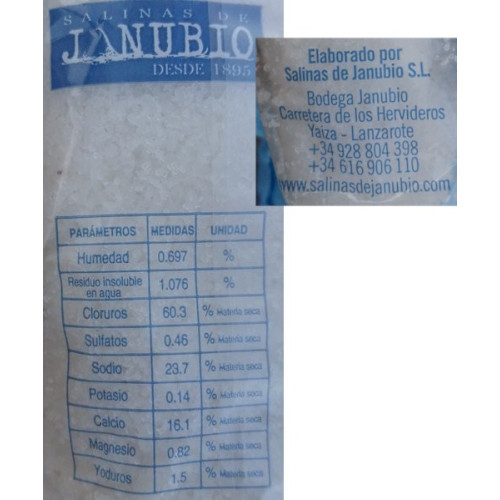 SALINAS DE
JANUBIO
DESDE 1895
Elaborado por
Salinas de Janubio S.L.
Bodega Janubio
Carretera de los Hervideros
Yaiza - Lanzarote
+34 928 804 398
+34 616 906 110
www.salinasdejanubio.com
PARÁMETROS MEDIDAS UNIDAD
Humedad 0.697 %
Residuo insoluble
en agua 1.076 %
Cloruros 60.3 % Materia seca
Sulfatos 0.46 % Materia seca
Sodio 23.7 % Materia seca
Potasio 0.14 % Materia seca
Calcio 16.1 % Materia seca
Magnesio 0.82 % Materia seca
Yoduros 1.5 % Materia seca